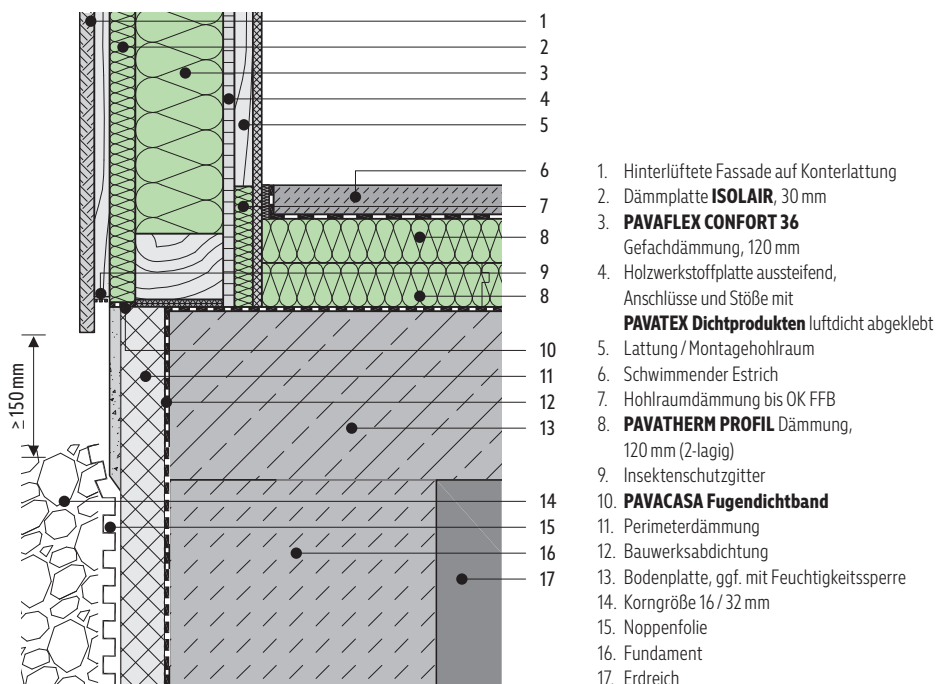 1
2
3
4
5
6
7
8
9
8
10
11
12
13
14
15
16
17
≥ 150 mm
1. Hinterlüftete Fassade auf Konterlattung
2. Dämmplatte ISOLAIR, 30 mm
3. PAVAFLEX CONFORT 36
Gefachdämmung, 120 mm
4. Holzwerkstoffplatte aussteifend,
Anschlüsse und Stöße mit
PAVATEX Dichtprodukten luftdicht abgeklebt
5. Lattung / Montagehohlraum
6. Schwimmender Estrich
7. Hohlraumdämmung bis OK FFB
8. PAVATHERM PROFIL Dämmung,
120 mm (2-lagig)
9. Insektenschutzgitter
10. PAVACASA Fugendichtband
11. Perimeterdämmung
12. Bauwerksabdichtung
13. Bodenplatte, ggf. mit Feuchtigkeitssperre
14. Korngröße 16 / 32 mm
15. Noppenfolie
16. Fundament
17. Erdreich